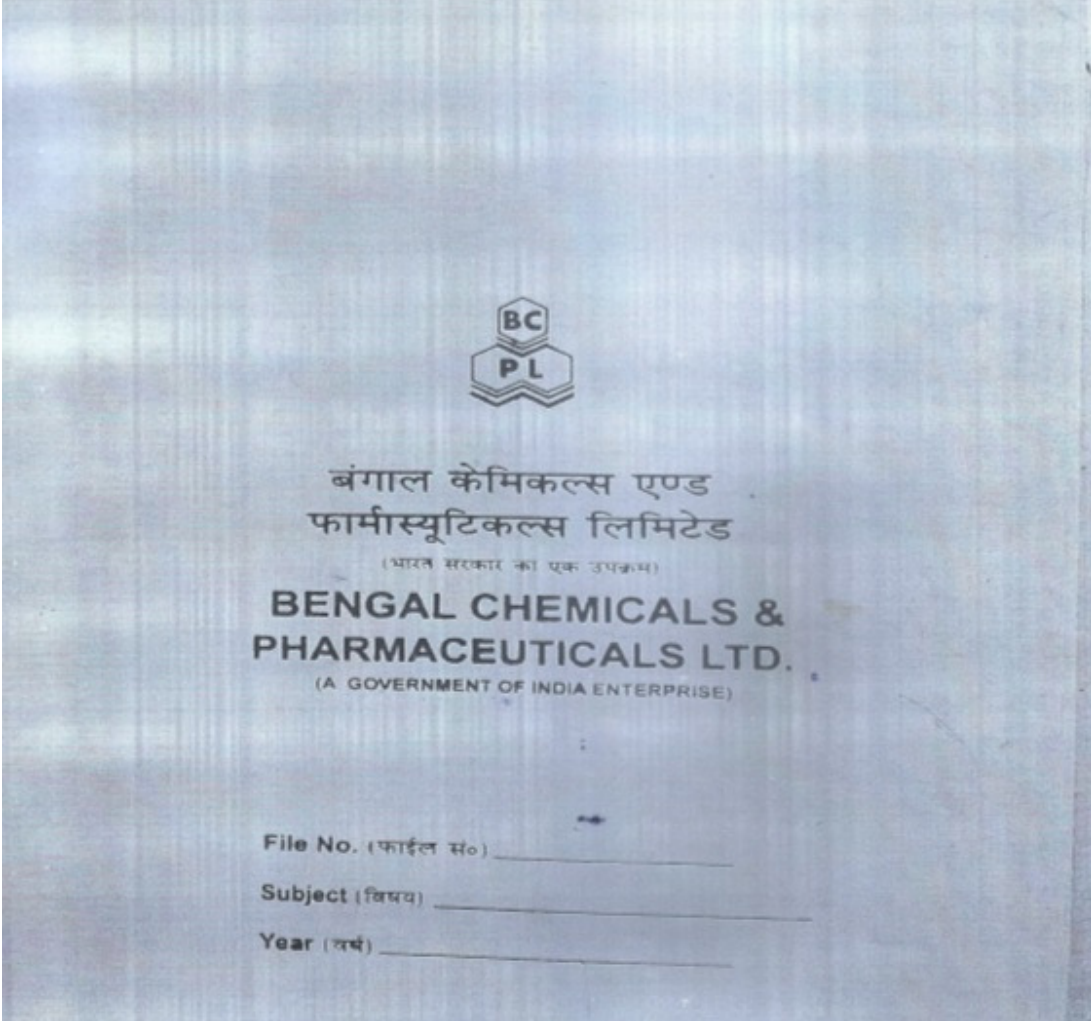 BC
PL
बंगाल केमिकल्स एण्ड
फार्मास्यूटिकल्स लिमिटेड
(भारत सरकार का एक उपक्रम)
BENGAL CHEMICALS &
PHARMACEUTICALS LTD.
(A GOVERNMENT OF INDIA ENTERPRISE)
File No. (फाईल सं०)
Subject (विषय)
Year (वर्ष)